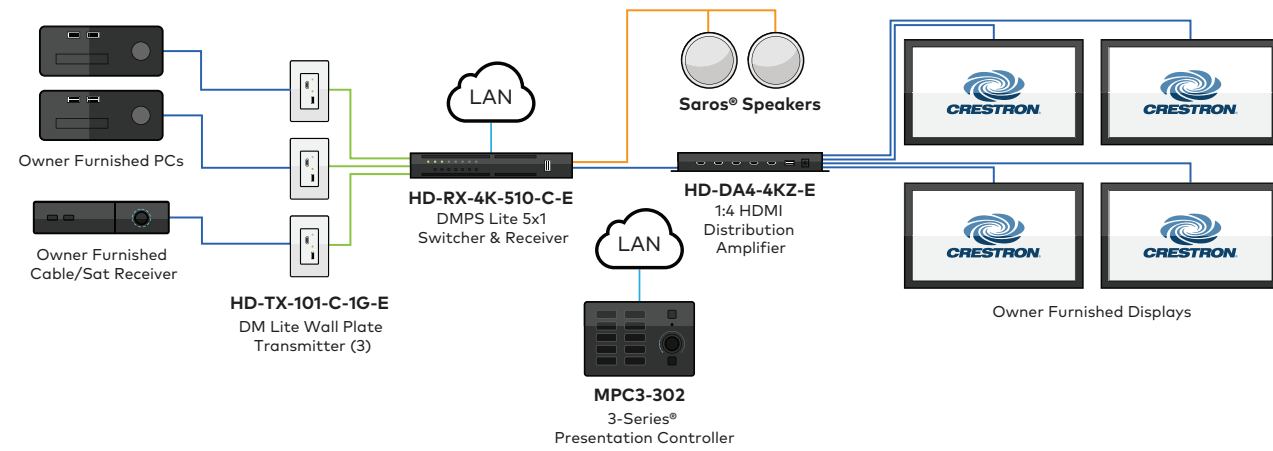 Owner Furnished PCs
Owner Furnished
Cable/Sat Receiver
HD-TX-101-C-1G-E
DM Lite Wall Plate
Transmitter (3)
LAN
HD-RX-4K-510-C-E
DMPS Lite 5x1
Switcher & Receiver
Saros® Speakers
HD-DA4-4KZ-E
1:4 HDMI
Distribution
Amplifier
LAN
MPC3-302
3-Series®
Presentation Controller
CRESTRON
CRESTRON
CRESTRON
CRESTRON
Owner Furnished Displays